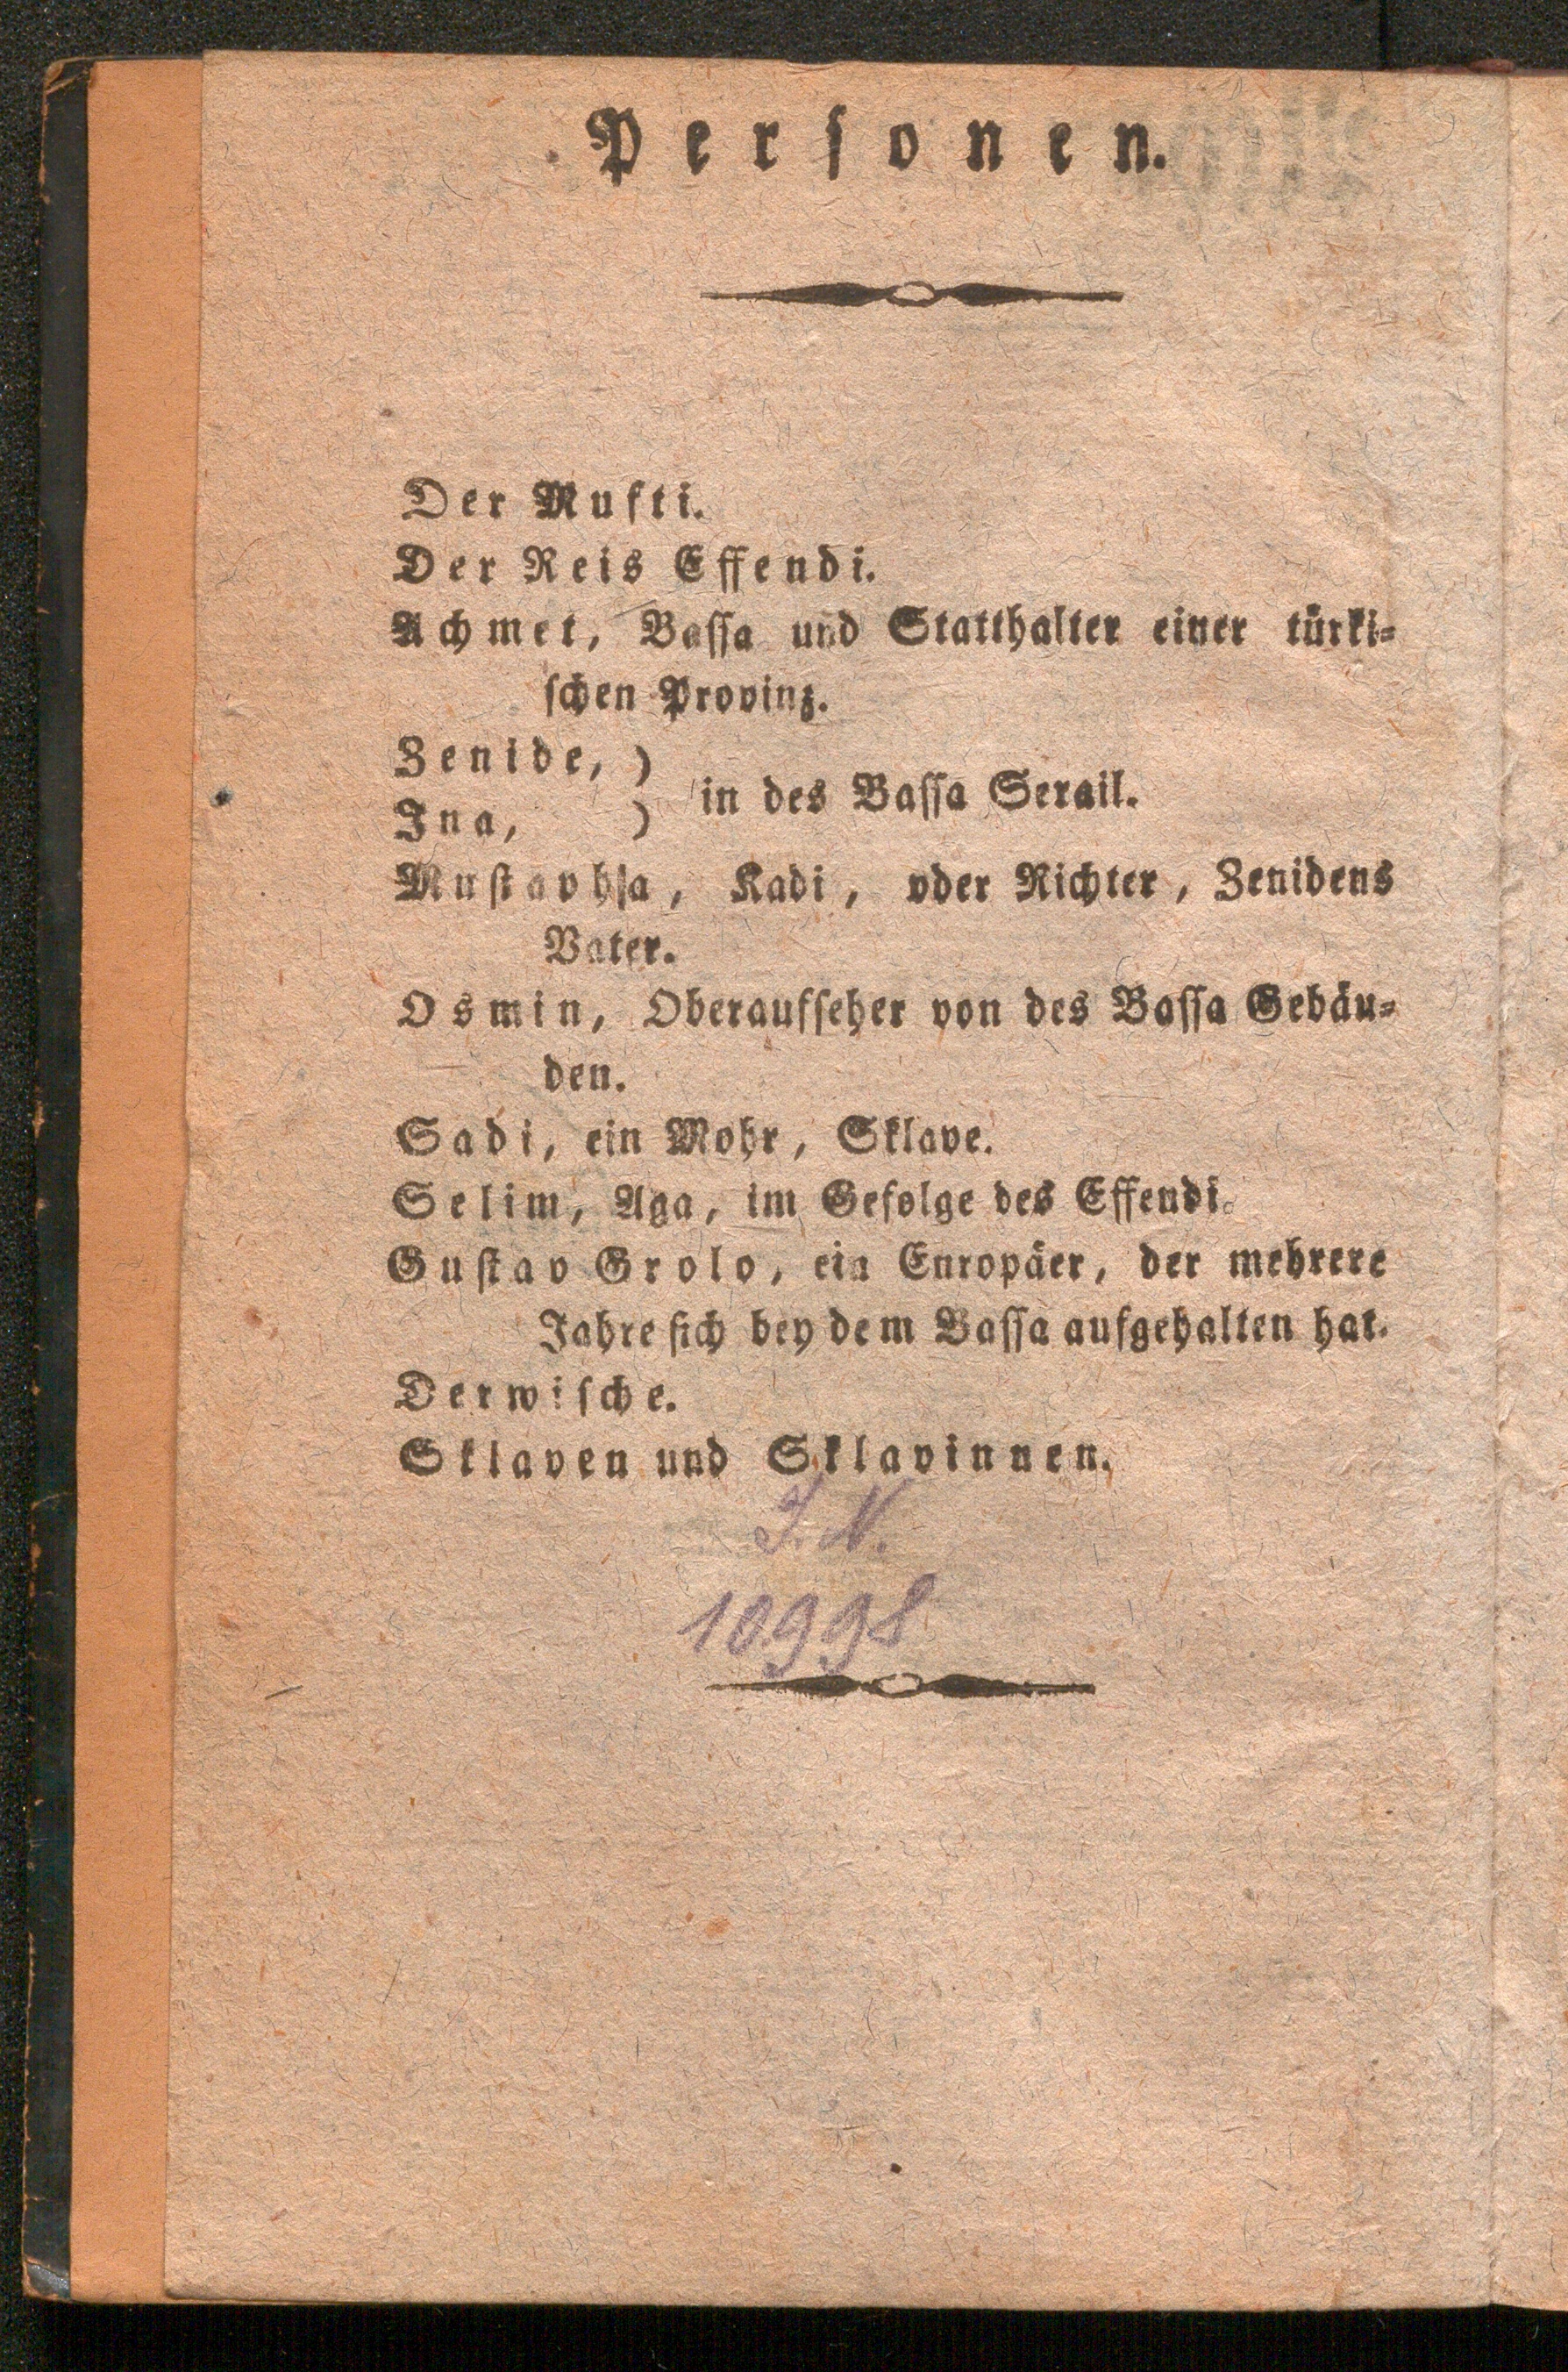 Personen.
Der Mufti.
Der Reis Effendi.
Achmet, Bassa und Statthalter einer türki=
schen Provinz.
Zenide, )
Ina, ) in des Bassa Serail.
Kadi, oder Richter, Zenidens
Vater.
Osmin, Oberaufseher von des Bassa Gebäu=
den.
Sadi, ein Mohr, Sklave.
Selim, Aga, im Gefolge des Effendi.
Gustav Grolo, ein Europäer, der mehrere
Jahre sich bey dem Bassa aufgehalten hat.
Derwische.
Sklaven und Sklavinnen.
J. N.
10998